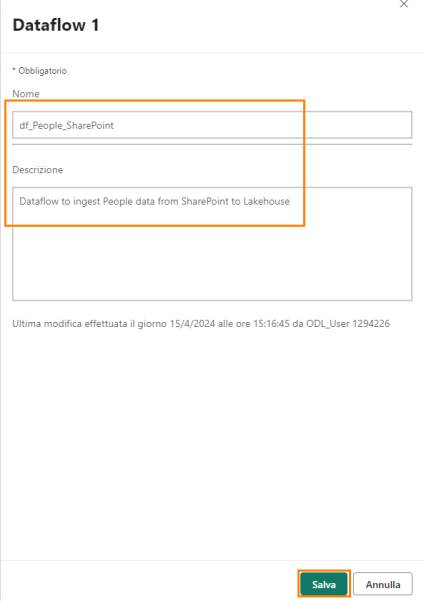 Dataflow 1
* Obbligatorio
Nome
df_People_SharePoint
Descrizione
Dataflow to ingest People data from SharePoint to Lakehouse
Ultima modifica effettuata il giorno 15/4/2024 alle ore 15:16:45 da ODL_User 1294226
Salva Annulla